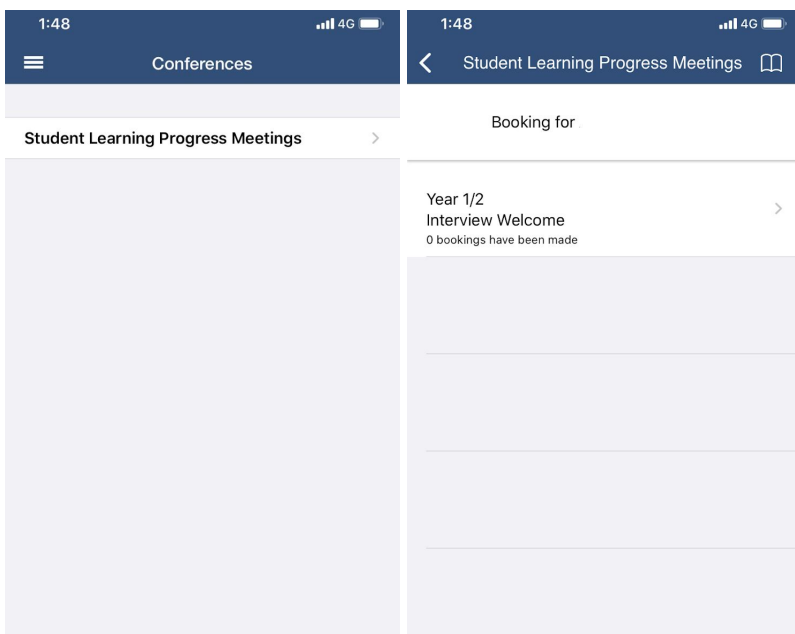 1:48
4G
Conferences
Student Learning Progress Meetings
1:48
4G
Student Learning Progress Meetings
Booking for
Year 1/2
Interview Welcome
0 bookings have been made